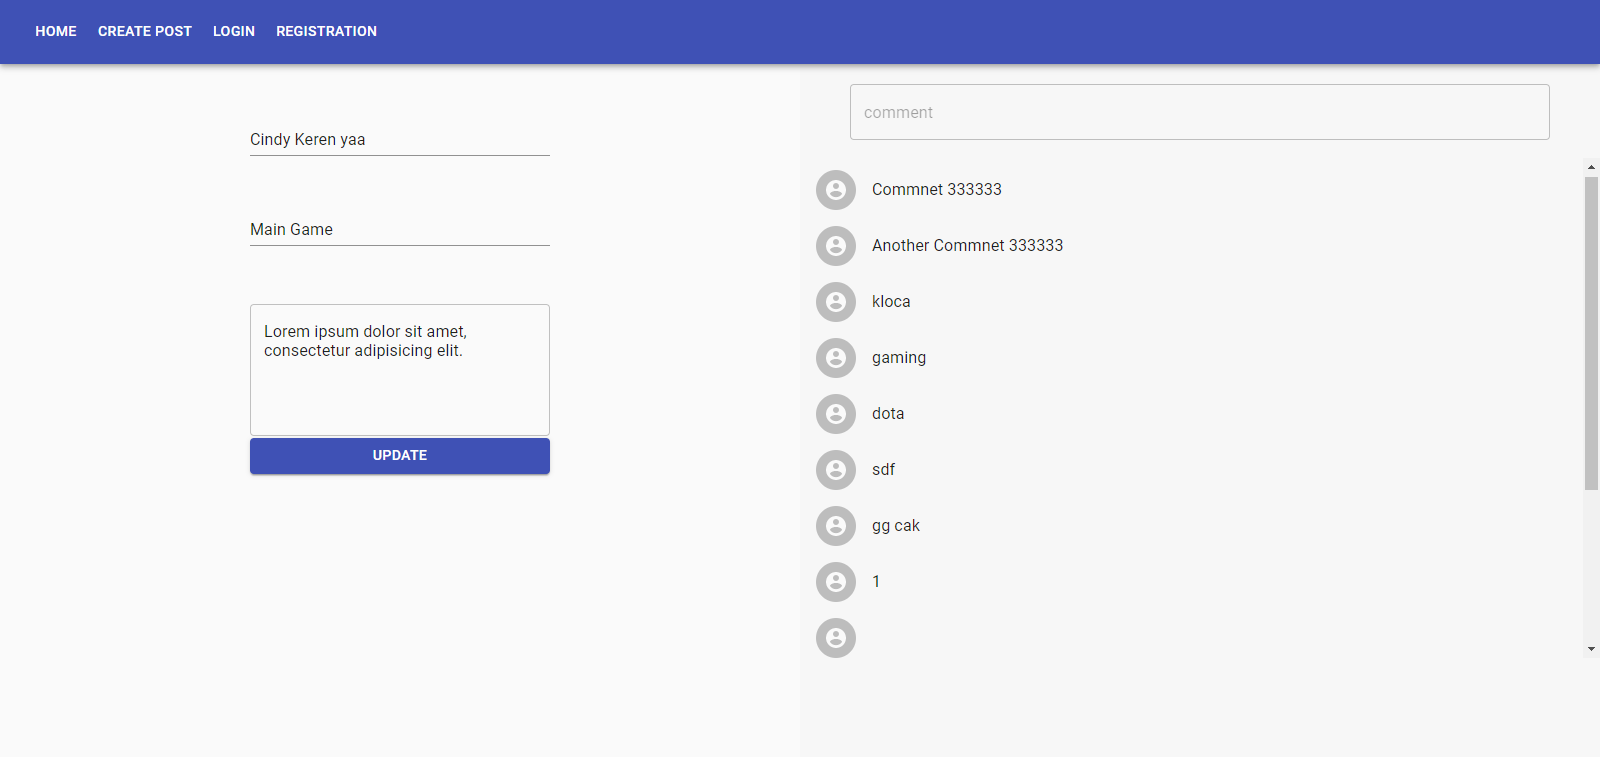 HOME CREATE POST LOGIN REGISTRATION
Cindy Keren yaa
Main Game
Lorem ipsum dolor sit amet,
consectetur adipisicing elit.
UPDATE
comment
Commnet 333333
Another Commnet 333333
kloca
gaming
dota
sdf
gg cak
1